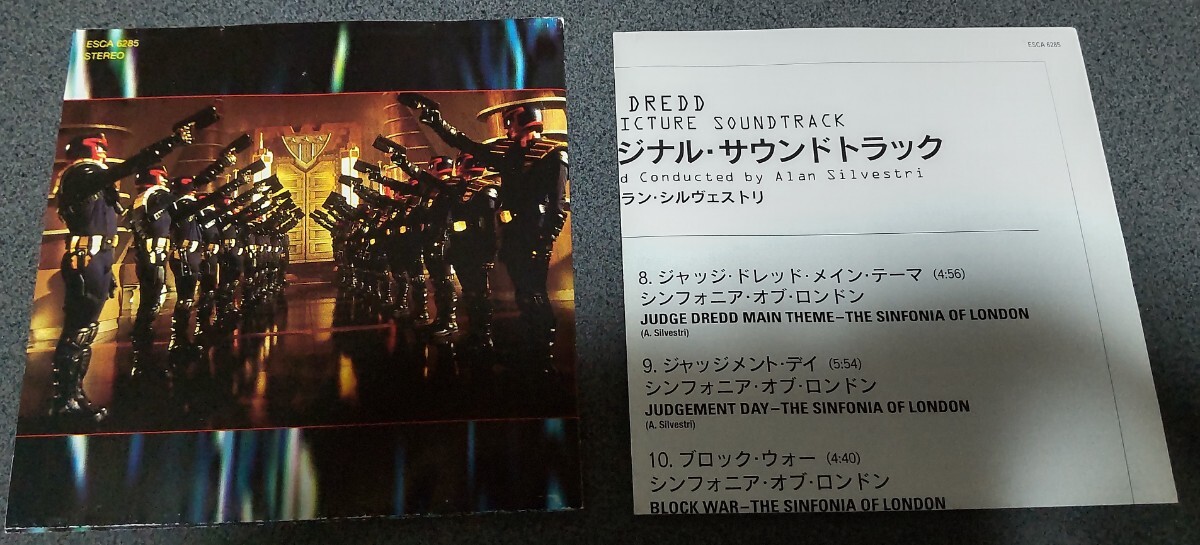 ESCA 6285
STEREO
ESCA 6285
DREDD
ICTURE SOUNDTRACK
ジナル・サウンドトラック
d Conducted by Alan Silvestri
ラン・シルヴェストリ
8. ジャッジ・ドレッド・メイン・テーマ (4:56)
シンフォニア・オブ・ロンドン
JUDGE DREDD MAIN THEME–THE SINFONIA OF LONDON
(A. Silvestri)
9. ジャッジメント・デイ (5:54)
シンフォニア・オブ・ロンドン
JUDGEMENT DAY–THE SINFONIA OF LONDON
(A. Silvestri)
10. ブロック・ウォー (4:40)
シンフォニア・オブ・ロンドン
BLOCK WAR–THE SINFONIA OF LONDON